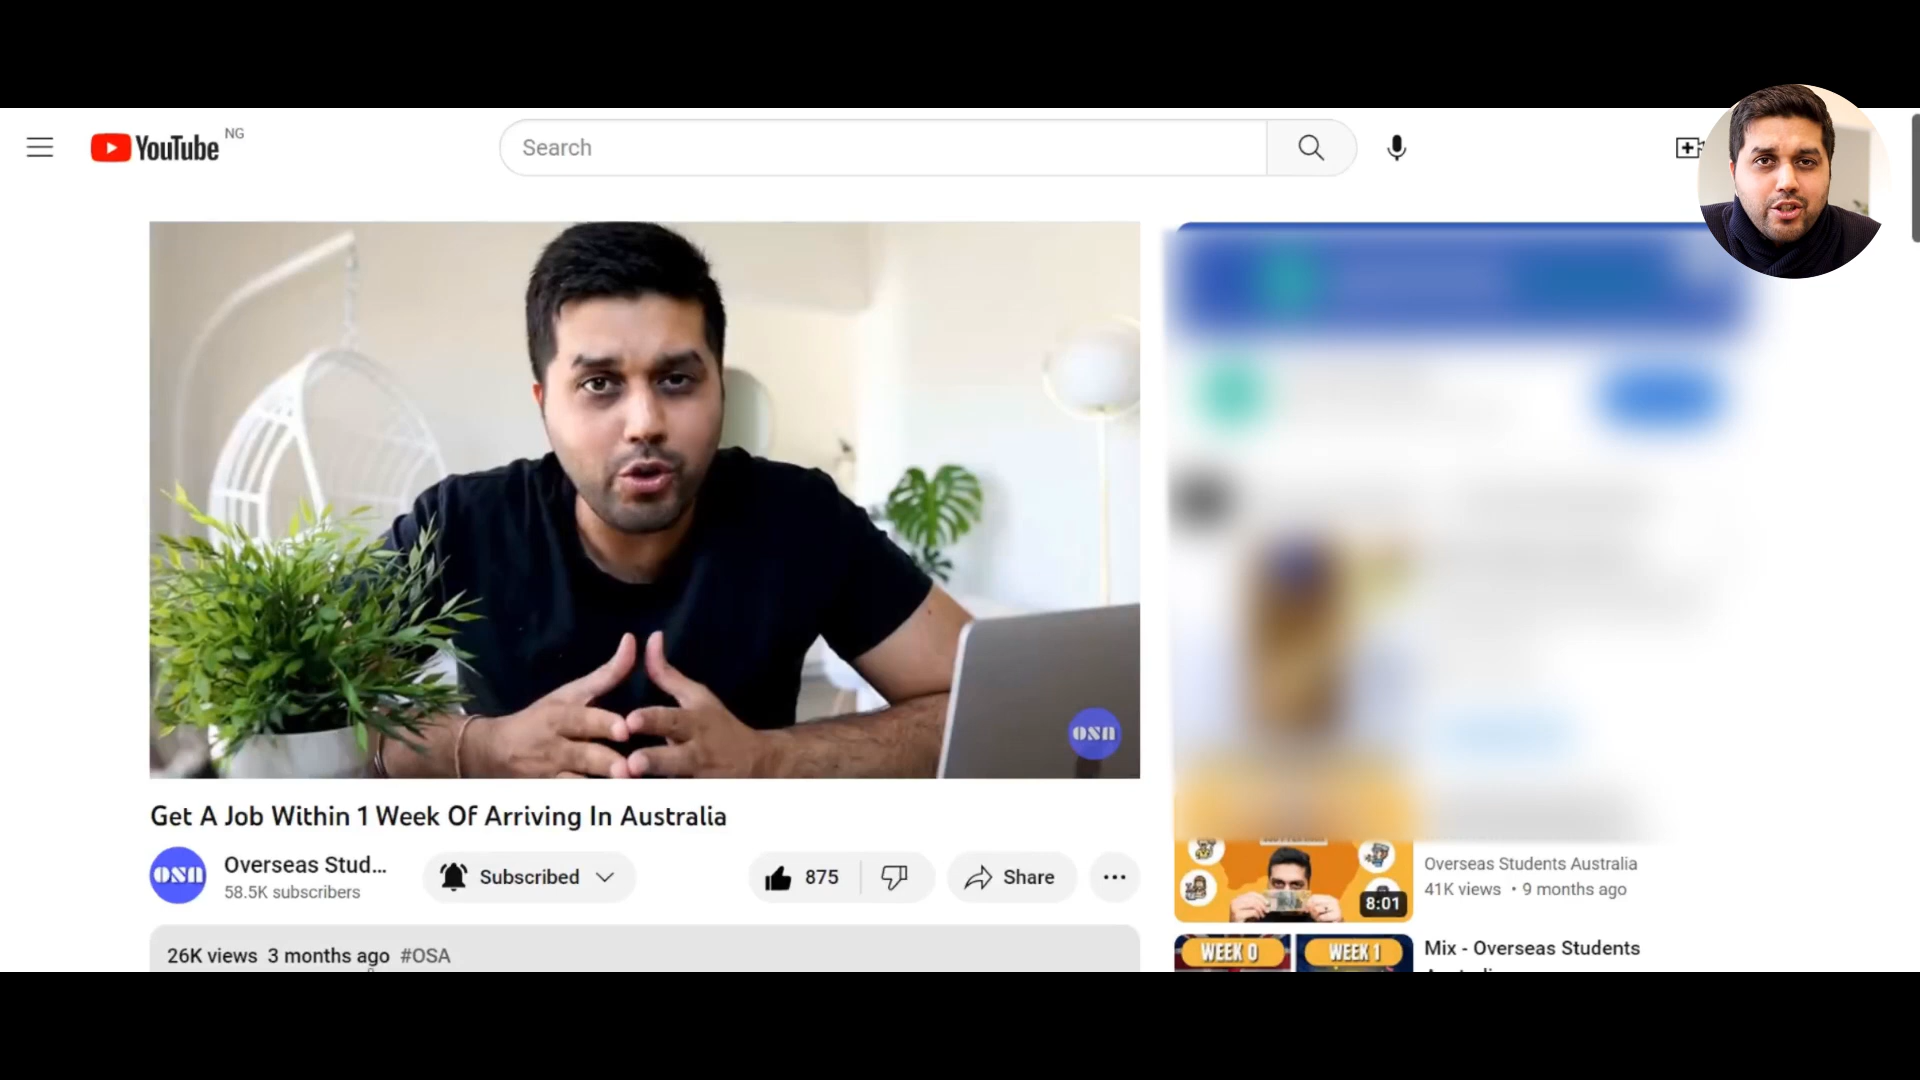 YouTube NG
Search
OSA
Get A Job Within 1 Week Of Arriving In Australia
OSA
Overseas Stud...
58.5K subscribers
Subscribed
875
Share
26K views 3 months ago #OSA
8:01
Overseas Students Australia
41K views • 9 months ago
WEEK 0
WEEK 1
Mix - Overseas Students